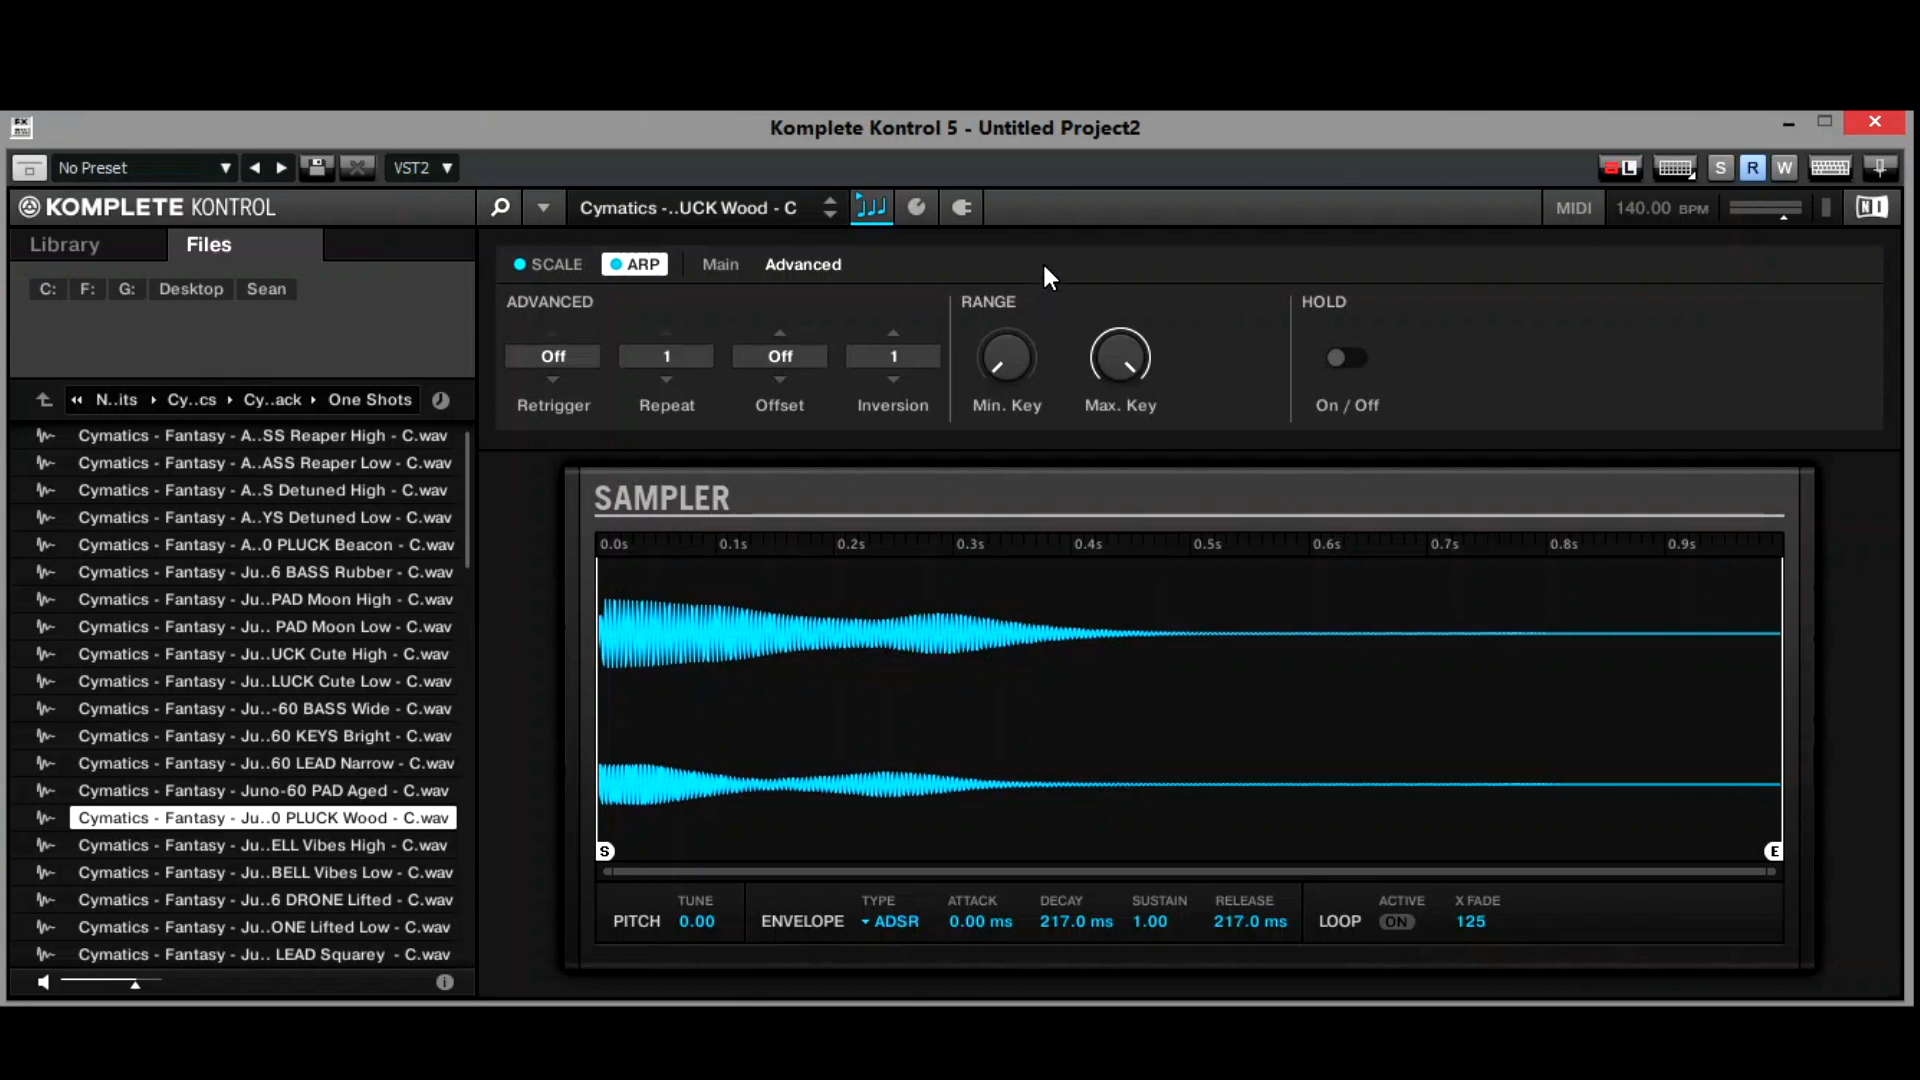 FX
Komplete Kontrol 5 - Untitled Project2
No Preset
VST2
L
S
R
W
KOMPLETE KONTROL
Cymatics -..UCK Wood - C
MIDI
140.00 BPM
NI
Library
Files
C:
F:
G:
Desktop
Sean
SCALE
ARP
Main
Advanced
ADVANCED
RANGE
HOLD
Off
1
Off
1
Retrigger
Repeat
Offset
Inversion
Min. Key
Max. Key
On / Off
N..its
Cy..cs
Cy..ack
One Shots
Cymatics - Fantasy - A..SS Reaper High - C.wav
Cymatics - Fantasy - A..ASS Reaper Low - C.wav
Cymatics - Fantasy - A..S Detuned High - C.wav
Cymatics - Fantasy - A..YS Detuned Low - C.wav
Cymatics - Fantasy - A..0 PLUCK Beacon - C.wav
Cymatics - Fantasy - Ju..6 BASS Rubber - C.wav
Cymatics - Fantasy - Ju..PAD Moon High - C.wav
Cymatics - Fantasy - Ju.. PAD Moon Low - C.wav
Cymatics - Fantasy - Ju..UCK Cute High - C.wav
Cymatics - Fantasy - Ju..LUCK Cute Low - C.wav
Cymatics - Fantasy - Ju..-60 BASS Wide - C.wav
Cymatics - Fantasy - Ju..60 KEYS Bright - C.wav
Cymatics - Fantasy - Ju..60 LEAD Narrow - C.wav
Cymatics - Fantasy - Juno-60 PAD Aged - C.wav
Cymatics - Fantasy - Ju..0 PLUCK Wood - C.wav
Cymatics - Fantasy - Ju..ELL Vibes High - C.wav
Cymatics - Fantasy - Ju..BELL Vibes Low - C.wav
Cymatics - Fantasy - Ju..6 DRONE Lifted - C.wav
Cymatics - Fantasy - Ju..ONE Lifted Low - C.wav
Cymatics - Fantasy - Ju.. LEAD Squarey - C.wav
SAMPLER
0.0s 0.1s 0.2s 0.3s 0.4s 0.5s 0.6s 0.7s 0.8s 0.9s
S
E
TUNE
PITCH 0.00
TYPE ATTACK DECAY SUSTAIN RELEASE
ENVELOPE ADSR 0.00 ms 217.0 ms 1.00 217.0 ms
ACTIVE X FADE
LOOP ON 125